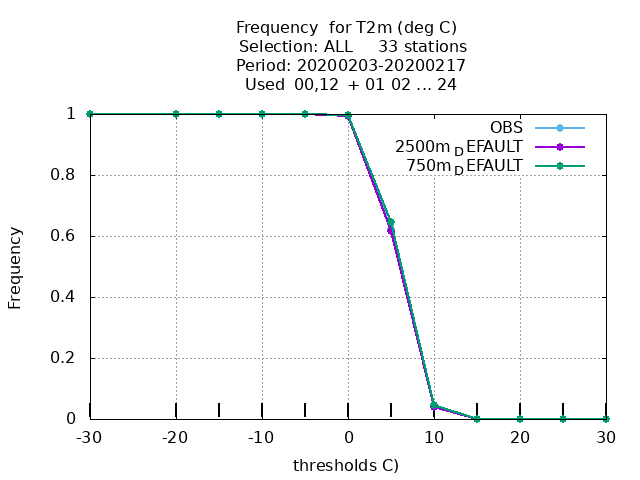 Frequency for T2m (deg C)
Selection: ALL 33 stations
Period: 20200203-20200217
Used 00,12 + 01 02 ... 24
1
0.8
0.6
0.4
0.2
0
Frequency
OBS
2500m_DEFAULT
750m_DEFAULT
-30 -20 -10 0 10 20 30
thresholds C)